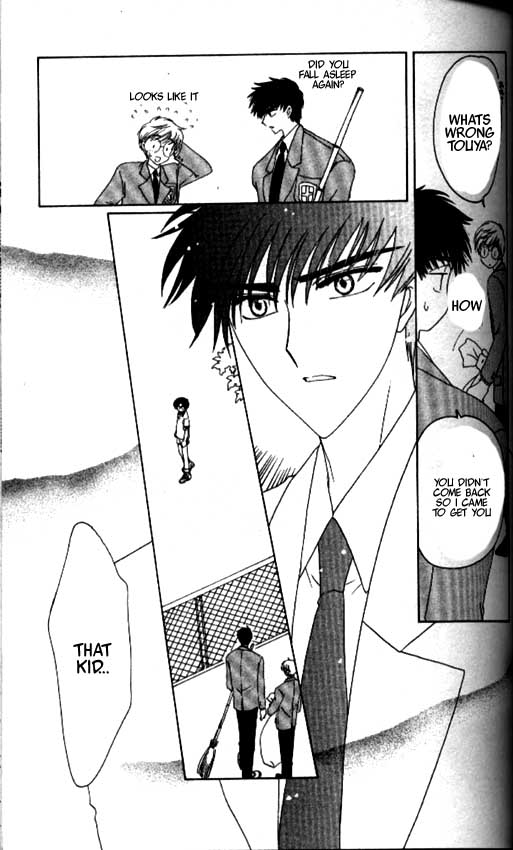 WHATS
WRONG
TOUYA?
HOW
YOU DIDN'T
COME BACK
SO I CAME
TO GET YOU
DID YOU
FALL ASLEEP
AGAIN?
LOOKS LIKE IT
THAT
KID...